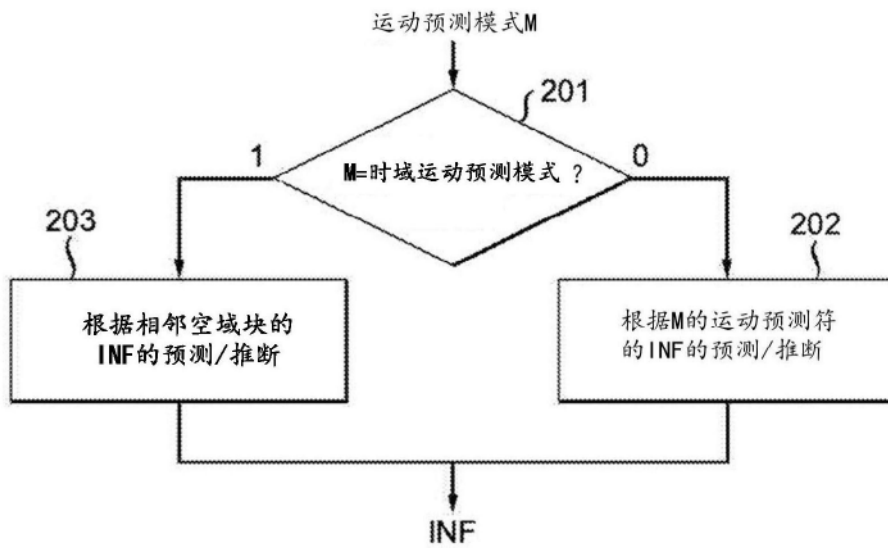 运动预测模式M
201
1
0
M=时域运动预测模式 ?
203
202
根据相邻空域块的
INF的预测/推断
根据M的运动预测符
的INF的预测/推断
INF